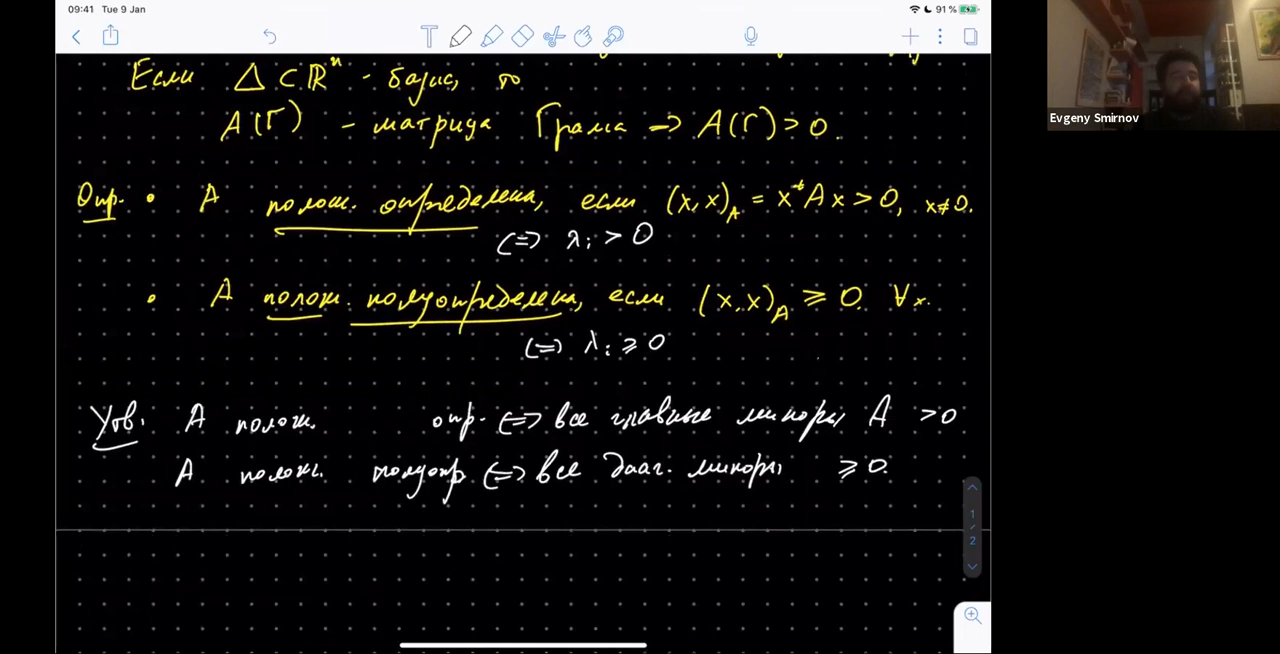 09:41 Tue 9 Jan
91 %
Если Δ ⊂ ℝⁿ - базис, то
A(Γ) - матрица Грама => A(Γ) > 0.
Опр. • A полож. определена, если (x,x)_A = xᵗAx > 0, x≠0.
(=) λᵢ > 0
• A полож. полуопределена, если (x,x)_A ⩾ 0 ∀x.
(=) λᵢ ⩾ 0
Утв. A полож. опр. <=> все главные миноры A > 0
A полож. полуопр <=> все диаг. миноры ⩾ 0.
1
/
2
Evgeny Smirnov